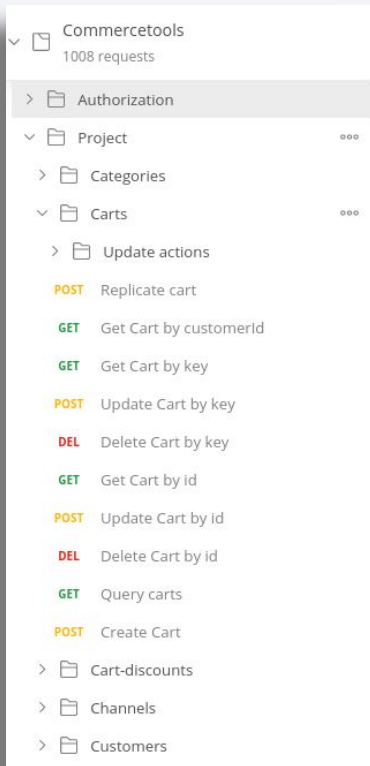 Commercetools
1008 requests
Authorization
Project
Categories
Carts
Update actions
POST Replicate cart
GET Get Cart by customerId
GET Get Cart by key
POST Update Cart by key
DEL Delete Cart by key
GET Get Cart by id
POST Update Cart by id
DEL Delete Cart by id
GET Query carts
POST Create Cart
Cart-discounts
Channels
Customers